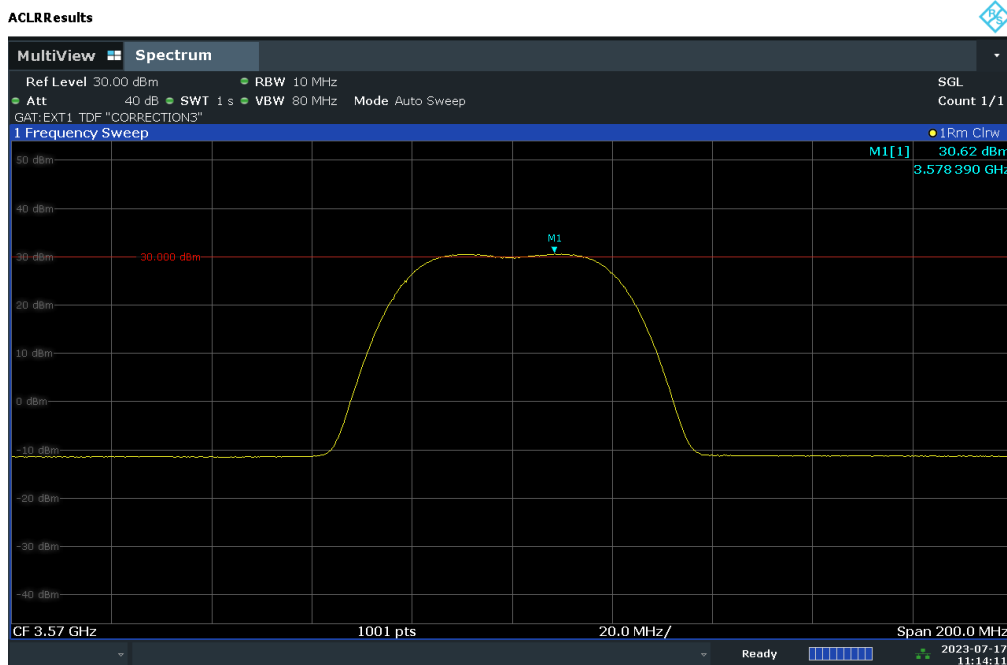 ACLRResults
R&S
MultiView Spectrum
Ref Level 30.00 dBm RBW 10 MHz SGL
Att 40 dB SWT 1 s VBW 80 MHz Mode Auto Sweep Count 1/1
GAT:EXT1 TDF "CORRECTION3"
1 Frequency Sweep 1Rm Clrw
M1[1] 30.62 dBm
3.578 390 GHz
50 dBm
40 dBm
M1
30 dBm 30.000 dBm
20 dBm
10 dBm
0 dBm
-10 dBm
-20 dBm
-30 dBm
-40 dBm
CF 3.57 GHz 1001 pts 20.0 MHz/ Span 200.0 MHz
Ready 2023-07-17